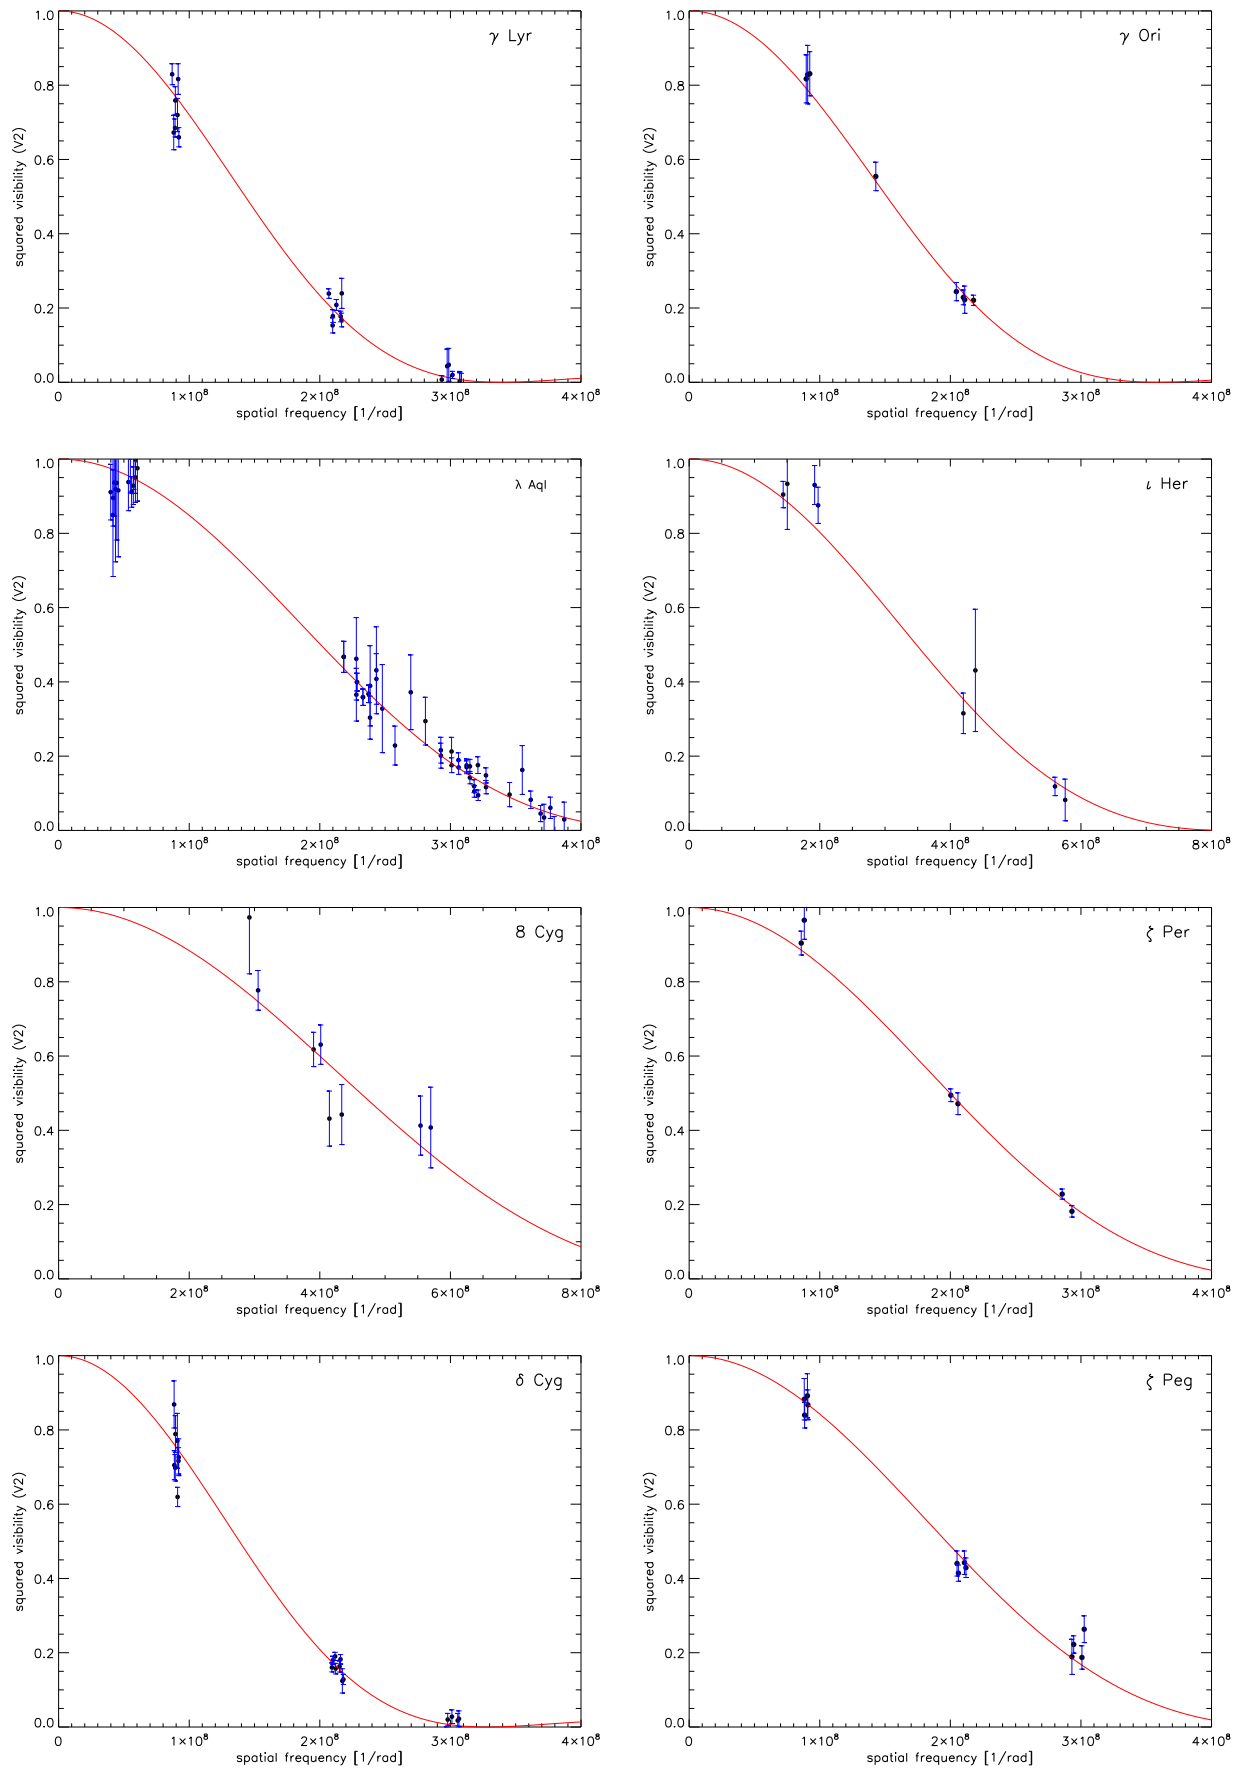 γ Lyr
squared visibility (V2)
1.0
0.8
0.6
0.4
0.2
0.0
0 1×10⁸ 2×10⁸ 3×10⁸ 4×10⁸
spatial frequency [1/rad]
γ Ori
squared visibility (V2)
1.0
0.8
0.6
0.4
0.2
0.0
0 1×10⁸ 2×10⁸ 3×10⁸ 4×10⁸
spatial frequency [1/rad]
λ Aql
squared visibility (V2)
1.0
0.8
0.6
0.4
0.2
0.0
0 1×10⁸ 2×10⁸ 3×10⁸ 4×10⁸
spatial frequency [1/rad]
ι Her
squared visibility (V2)
1.0
0.8
0.6
0.4
0.2
0.0
0 2×10⁸ 4×10⁸ 6×10⁸ 8×10⁸
spatial frequency [1/rad]
8 Cyg
squared visibility (V2)
1.0
0.8
0.6
0.4
0.2
0.0
0 2×10⁸ 4×10⁸ 6×10⁸ 8×10⁸
spatial frequency [1/rad]
ζ Per
squared visibility (V2)
1.0
0.8
0.6
0.4
0.2
0.0
0 1×10⁸ 2×10⁸ 3×10⁸ 4×10⁸
spatial frequency [1/rad]
δ Cyg
squared visibility (V2)
1.0
0.8
0.6
0.4
0.2
0.0
0 1×10⁸ 2×10⁸ 3×10⁸ 4×10⁸
spatial frequency [1/rad]
ζ Peg
squared visibility (V2)
1.0
0.8
0.6
0.4
0.2
0.0
0 1×10⁸ 2×10⁸ 3×10⁸ 4×10⁸
spatial frequency [1/rad]